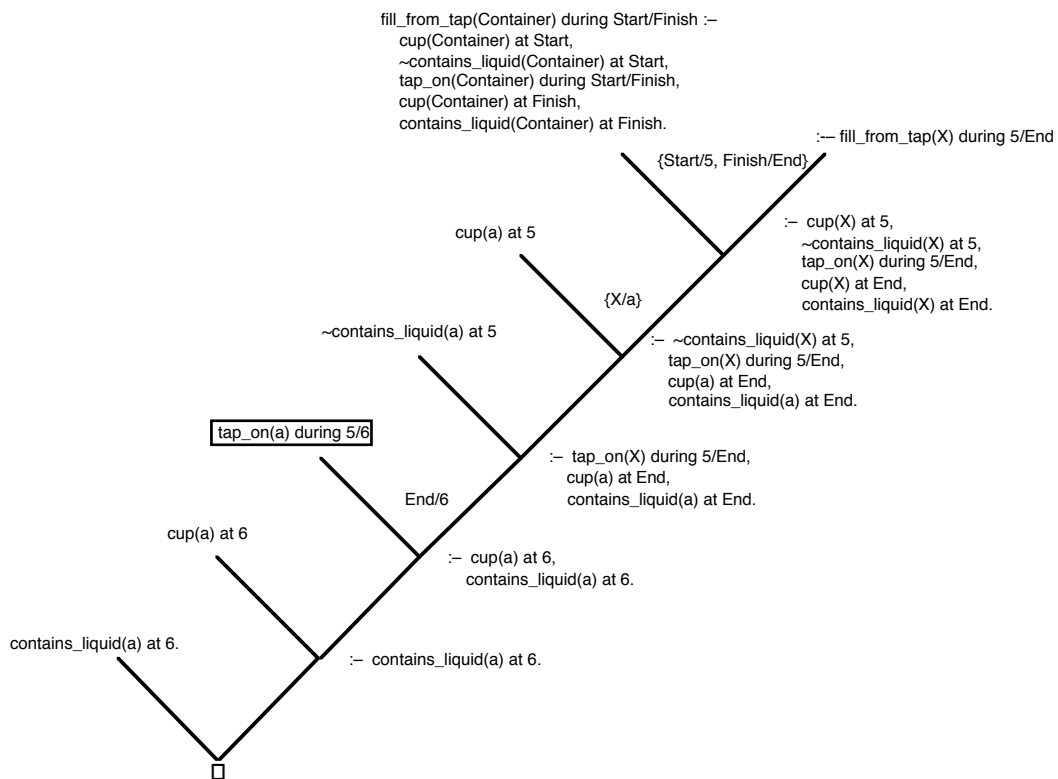 fill_from_tap(Container) during Start/Finish :–
cup(Container) at Start,
~contains_liquid(Container) at Start,
tap_on(Container) during Start/Finish,
cup(Container) at Finish,
contains_liquid(Container) at Finish.
:–– fill_from_tap(X) during 5/End
{Start/5, Finish/End}
cup(a) at 5
:– cup(X) at 5,
~contains_liquid(X) at 5,
tap_on(X) during 5/End,
cup(X) at End,
contains_liquid(X) at End.
{X/a}
~contains_liquid(a) at 5
:– ~contains_liquid(X) at 5,
tap_on(X) during 5/End,
cup(a) at End,
contains_liquid(a) at End.
tap_on(a) during 5/6
:– tap_on(X) during 5/End,
cup(a) at End,
contains_liquid(a) at End.
End/6
cup(a) at 6
:– cup(a) at 6,
contains_liquid(a) at 6.
contains_liquid(a) at 6.
:– contains_liquid(a) at 6.